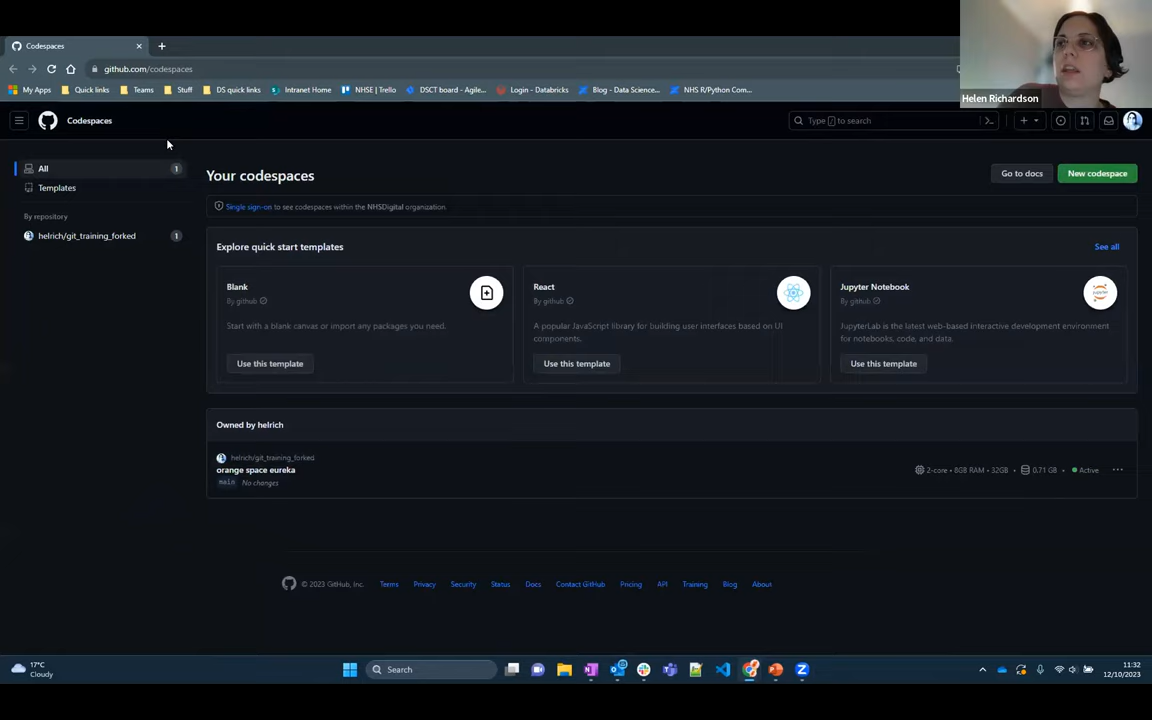 Codespaces
github.com/codespaces
My Apps
Quick links
Teams
Stuff
DS quick links
Intranet Home
NHSE | Trello
DSCT board - Agile...
Login - Databricks
Blog - Data Science...
NHS R/Python Com...
Helen Richardson
Codespaces
Type / to search
All 1
Templates
By repository
helrich/git_training_forked 1
Your codespaces
Go to docs
New codespace
Single sign-on to see codespaces within the NHSDigital organization.
Explore quick start templates
See all
Blank
By github
Start with a blank canvas or import any packages you need.
Use this template
React
By github
A popular JavaScript library for building user interfaces based on UI
components.
Use this template
Jupyter Notebook
By github
jupyter
JupyterLab is the latest web-based interactive development environment
for notebooks, code, and data.
Use this template
Owned by helrich
helrich/git_training_forked
orange space eureka
main No changes
2-core • 8GB RAM • 32GB • 0.71 GB • Active
© 2023 GitHub, Inc. Terms Privacy Security Status Docs Contact GitHub Pricing API Training Blog About
17°C
Cloudy
Search
11:32
12/10/2023